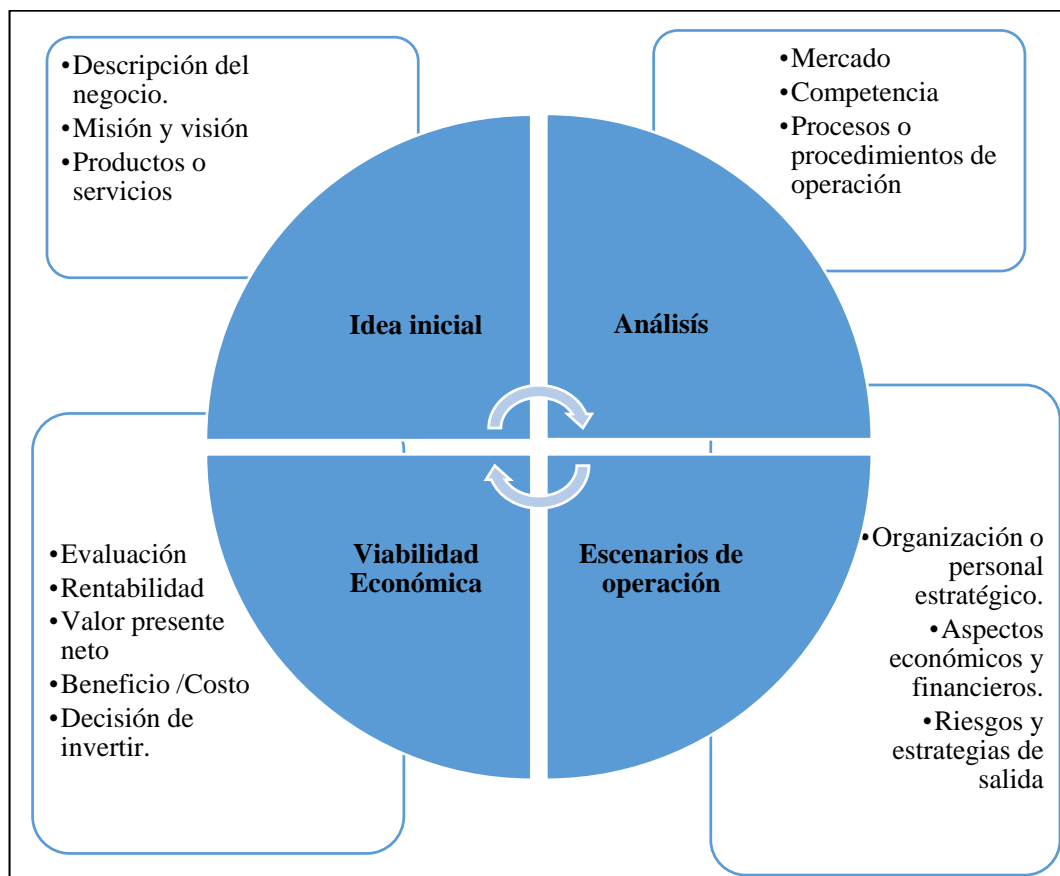 •Descripción del
negocio.
•Misión y visión
•Productos o
servicios
•Mercado
•Competencia
•Procesos o
procedimientos de
operación
Idea inicial
Análisís
Viabilidad
Económica
Escenarios de
operación
•Evaluación
•Rentabilidad
•Valor presente
neto
•Beneficio /Costo
•Decisión de
invertir.
•Organización o
personal
estratégico.
•Aspectos
económicos y
financieros.
•Riesgos y
estrategias de
salida